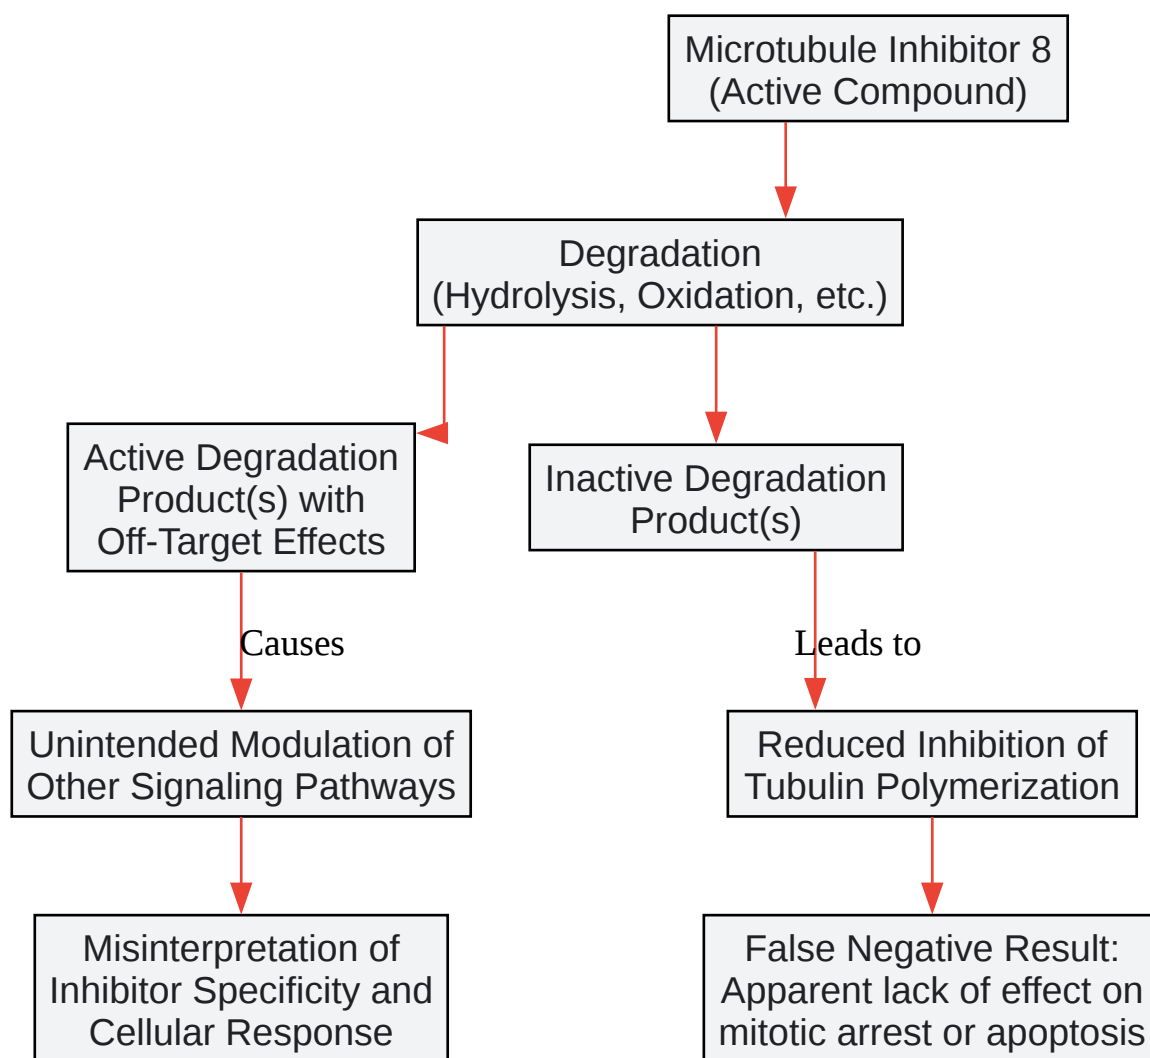 Microtubule Inhibitor 8
(Active Compound)
Degradation
(Hydrolysis, Oxidation, etc.)
Active Degradation
Product(s) with
Off-Target Effects
Inactive Degradation
Product(s)
Causes
Leads to
Unintended Modulation of
Other Signaling Pathways
Reduced Inhibition of
Tubulin Polymerization
Misinterpretation of
Inhibitor Specificity and
Cellular Response
False Negative Result:
Apparent lack of effect on
mitotic arrest or apoptosis